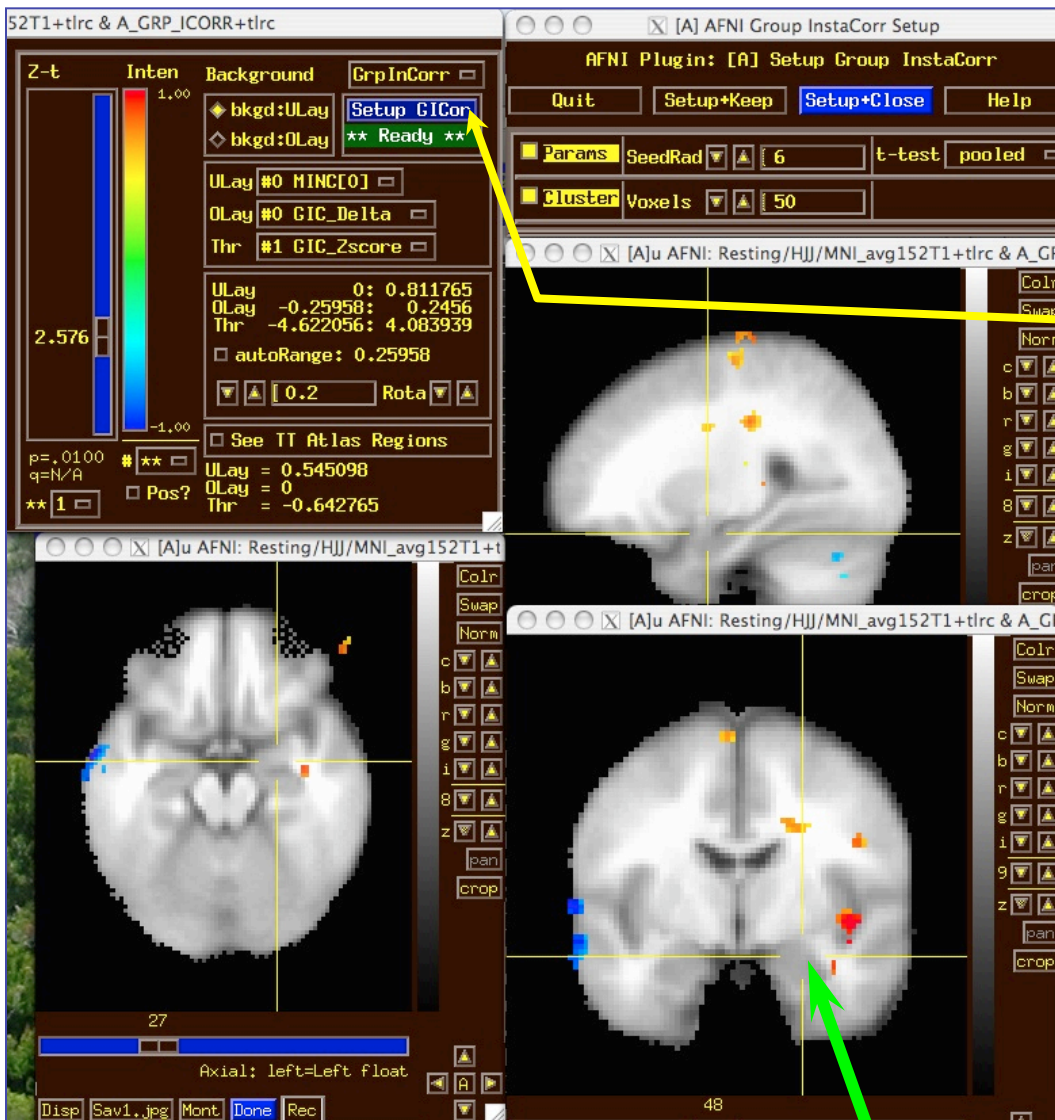 52T1+tlrc & A_GRP_ICORR+tlrc
Z-t
Inten
Background
GrpInCorr
1.00
bkgd:ULay
Setup GICor
bkgd:OLay
** Ready **
ULay #0 MINC[0]
OLay #0 GIC_Delta
Thr #1 GIC_Zscore
ULay 0: 0.811765
OLay -0.25958: 0.2456
Thr -4.622056: 4.083939
2.576
autoRange: 0.25958
[ 0.2
Rota
-1.00
See TT Atlas Regions
p=.0100
q=N/A
# **
Pos?
** 1
ULay = 0.545098
OLay = 0
Thr = -0.642765
X [A] AFNI Group InstaCorr Setup
AFNI Plugin: [A] Setup Group InstaCorr
Quit
Setup+Keep
Setup+Close
Help
Params
SeedRad
[ 6
t-test
pooled
Cluster
Voxels
[ 50
X [A]u AFNI: Resting/HJJ/MNI_avg152T1+tlrc & A_GR
Colr
Swap
Norm
c
b
r
g
i
8
z
pan
crop
X [A]u AFNI: Resting/HJJ/MNI_avg152T1+t
Colr
Swap
Norm
c
b
r
g
i
8
z
pan
crop
27
Axial: left=Left float
A
Disp
Sav1.jpg
Mont
Done
Rec
X [A]u AFNI: Resting/HJJ/MNI_avg152T1+tlrc & A_GR
Colr
Swap
Norm
c
b
r
g
i
9
z
pan
crop
48